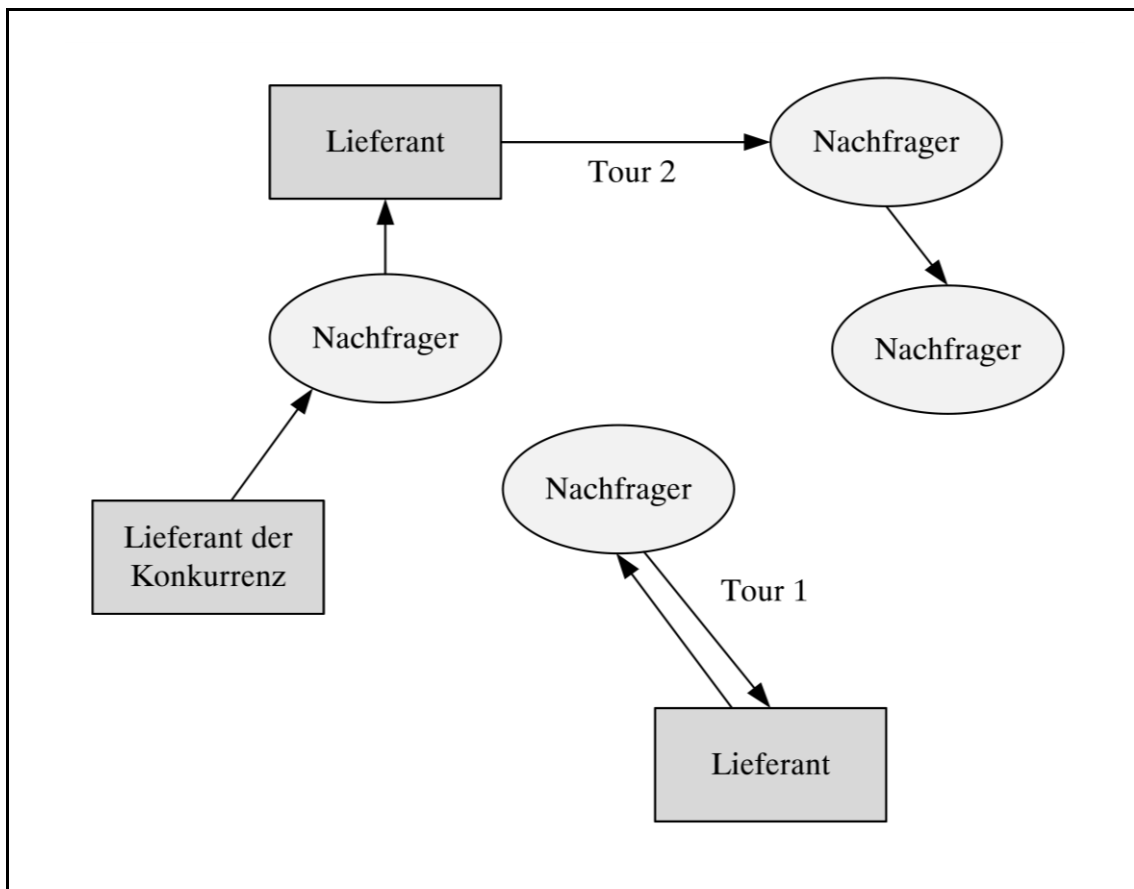 Lieferant
Nachfrager
Tour 2
Nachfrager
Nachfrager
Nachfrager
Lieferant der
Konkurrenz
Tour 1
Lieferant